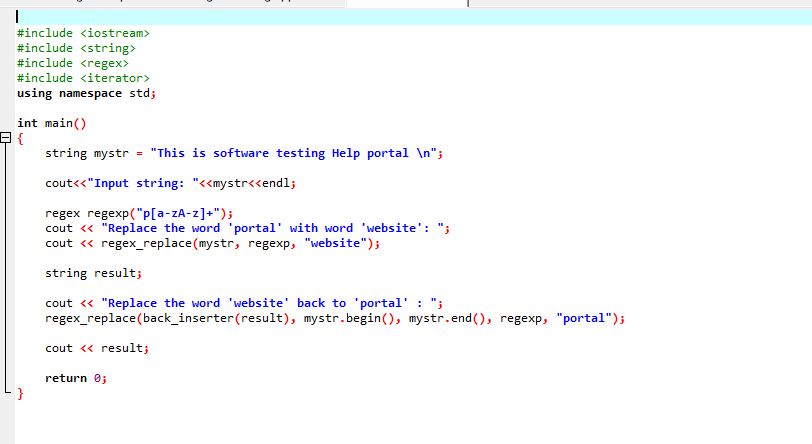 #include <iostream>
#include <string>
#include <regex>
#include <iterator>
using namespace std;
int main()
{
string mystr = "This is software testing Help portal \n";
cout<<"Input string: "<<mystr<<endl;
regex regexp("p[a-zA-z]+");
cout << "Replace the word 'portal' with word 'website': ";
cout << regex_replace(mystr, regexp, "website");
string result;
cout << "Replace the word 'website' back to 'portal' : ";
regex_replace(back_inserter(result), mystr.begin(), mystr.end(), regexp, "portal");
cout << result;
return 0;
}